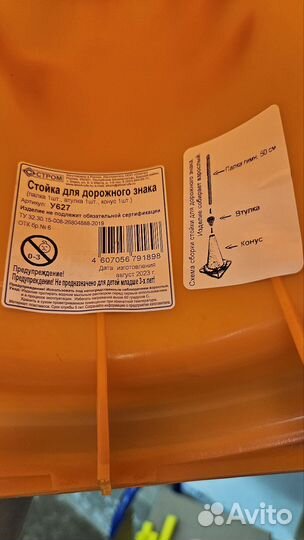 СТРОМ
Стойка для дорожного знака
(палка 1шт., втулка 1шт., конус 1шт.)
Артикул: У627
Изделие не подлежит обязательной сертификации
ТУ 32.30.15-008-26804888-2019
ОТК бр.№ 6
4 607056 791898
Дата изготовления:
август 2023 г.
0-3
Предупреждение!
Предупреждение! Не предназначено для детей младше 3-х лет!
Схема сборки стойки для дорожного знака.
Изделие собирает взрослый.
Палка гимн. 50 см
Втулка
Конус
Avito